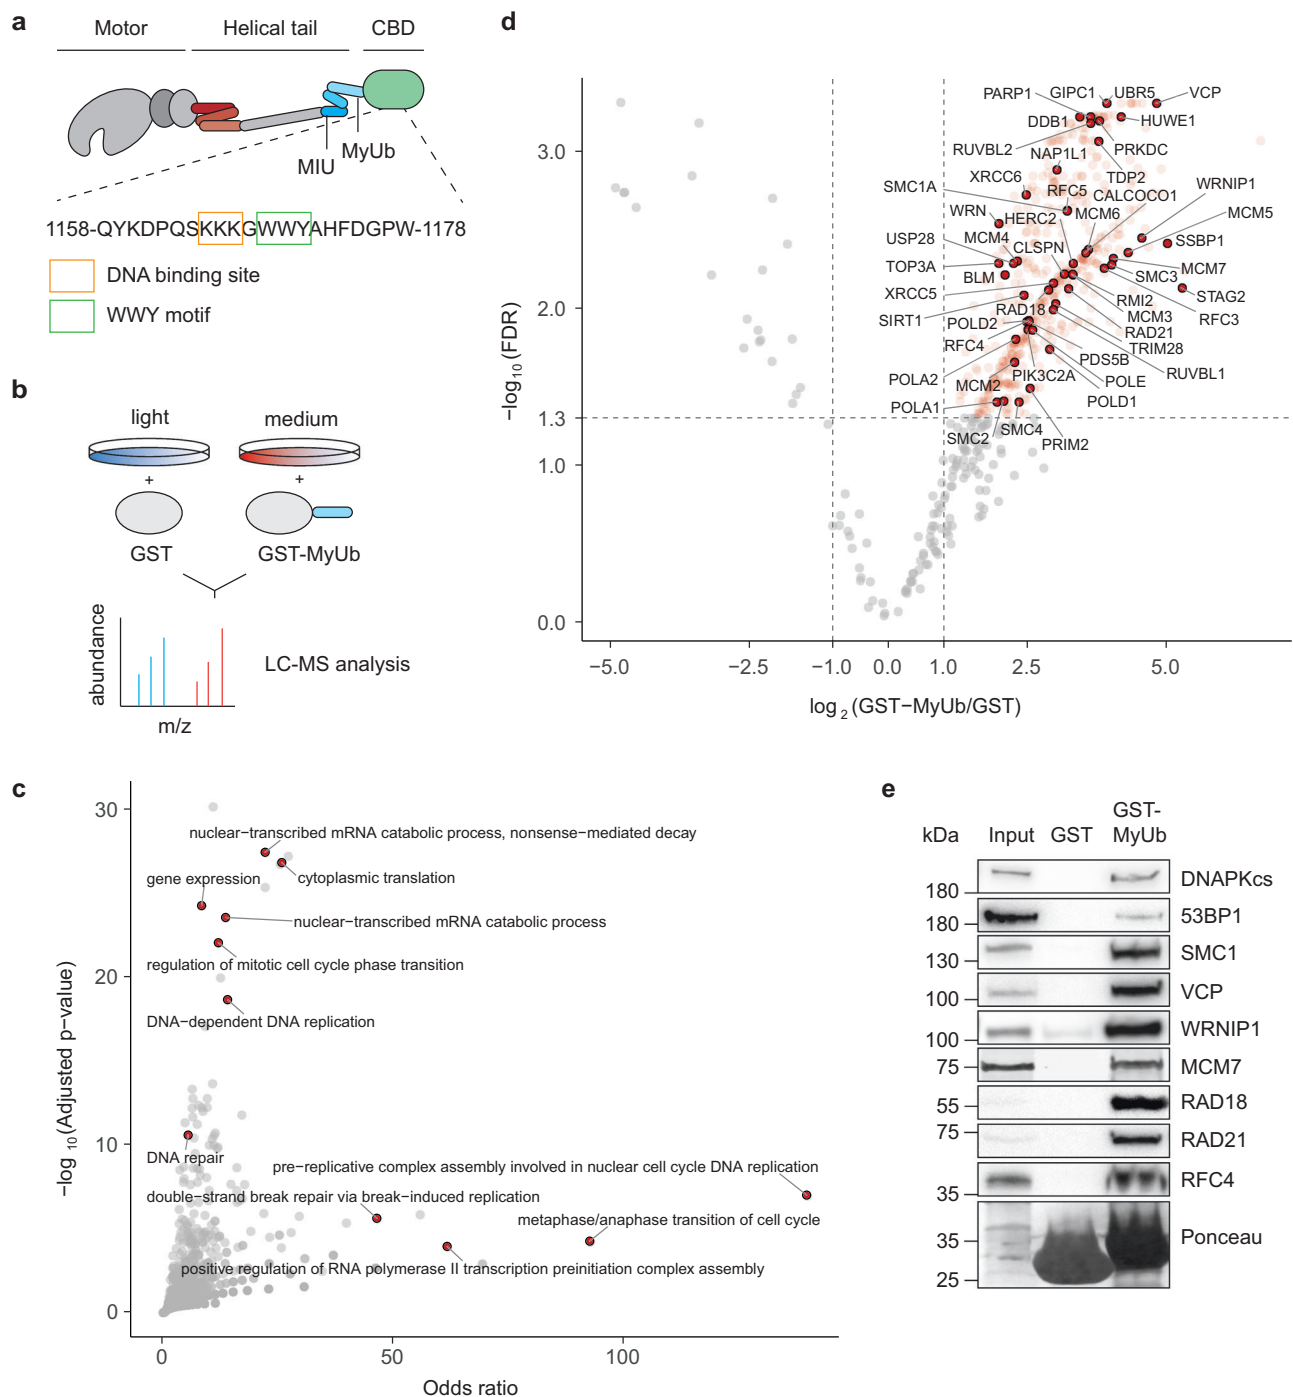 a
Motor
Helical tail
CBD
MIU
MyUb
1158-QYKDPQSKKKGWWYAHFDGPW-1178
DNA binding site
WWY motif
b
light
medium
+
+
GST
GST-MyUb
abundance
m/z
LC-MS analysis
c
−log 10 (Adjusted p−value)
30
20
10
0
0
50
100
Odds ratio
nuclear−transcribed mRNA catabolic process, nonsense−mediated decay
cytoplasmic translation
gene expression
nuclear−transcribed mRNA catabolic process
regulation of mitotic cell cycle phase transition
DNA−dependent DNA replication
DNA repair
pre−replicative complex assembly involved in nuclear cell cycle DNA replication
double−strand break repair via break−induced replication
metaphase/anaphase transition of cell cycle
positive regulation of RNA polymerase II transcription preinitiation complex assembly
d
−log10 (FDR)
3.0
2.0
1.3
1.0
0.0
−5.0
−2.5
−1.0
0.0
1.0
2.5
5.0
log 2 (GST−MyUb/GST)
PARP1
GIPC1
UBR5
VCP
DDB1
HUWE1
RUVBL2
PRKDC
NAP1L1
TDP2
XRCC6
RFC5
SMC1A
CALCOCO1
WRNIP1
WRN
HERC2
MCM6
MCM5
USP28
MCM4
CLSPN
SSBP1
TOP3A
MCM7
BLM
SMC3
XRCC5
STAG2
RMI2
RAD18
MCM3
RFC3
SIRT1
POLD2
RAD21
TRIM28
RFC4
PDS5B
RUVBL1
POLA2
MCM2
PIK3C2A
POLE
POLD1
POLA1
SMC2
SMC4
PRIM2
e
kDa
Input
GST
GST-
MyUb
180
DNAPKcs
180
53BP1
130
SMC1
100
VCP
100
WRNIP1
75
MCM7
55
RAD18
75
RAD21
35
RFC4
35
25
Ponceau